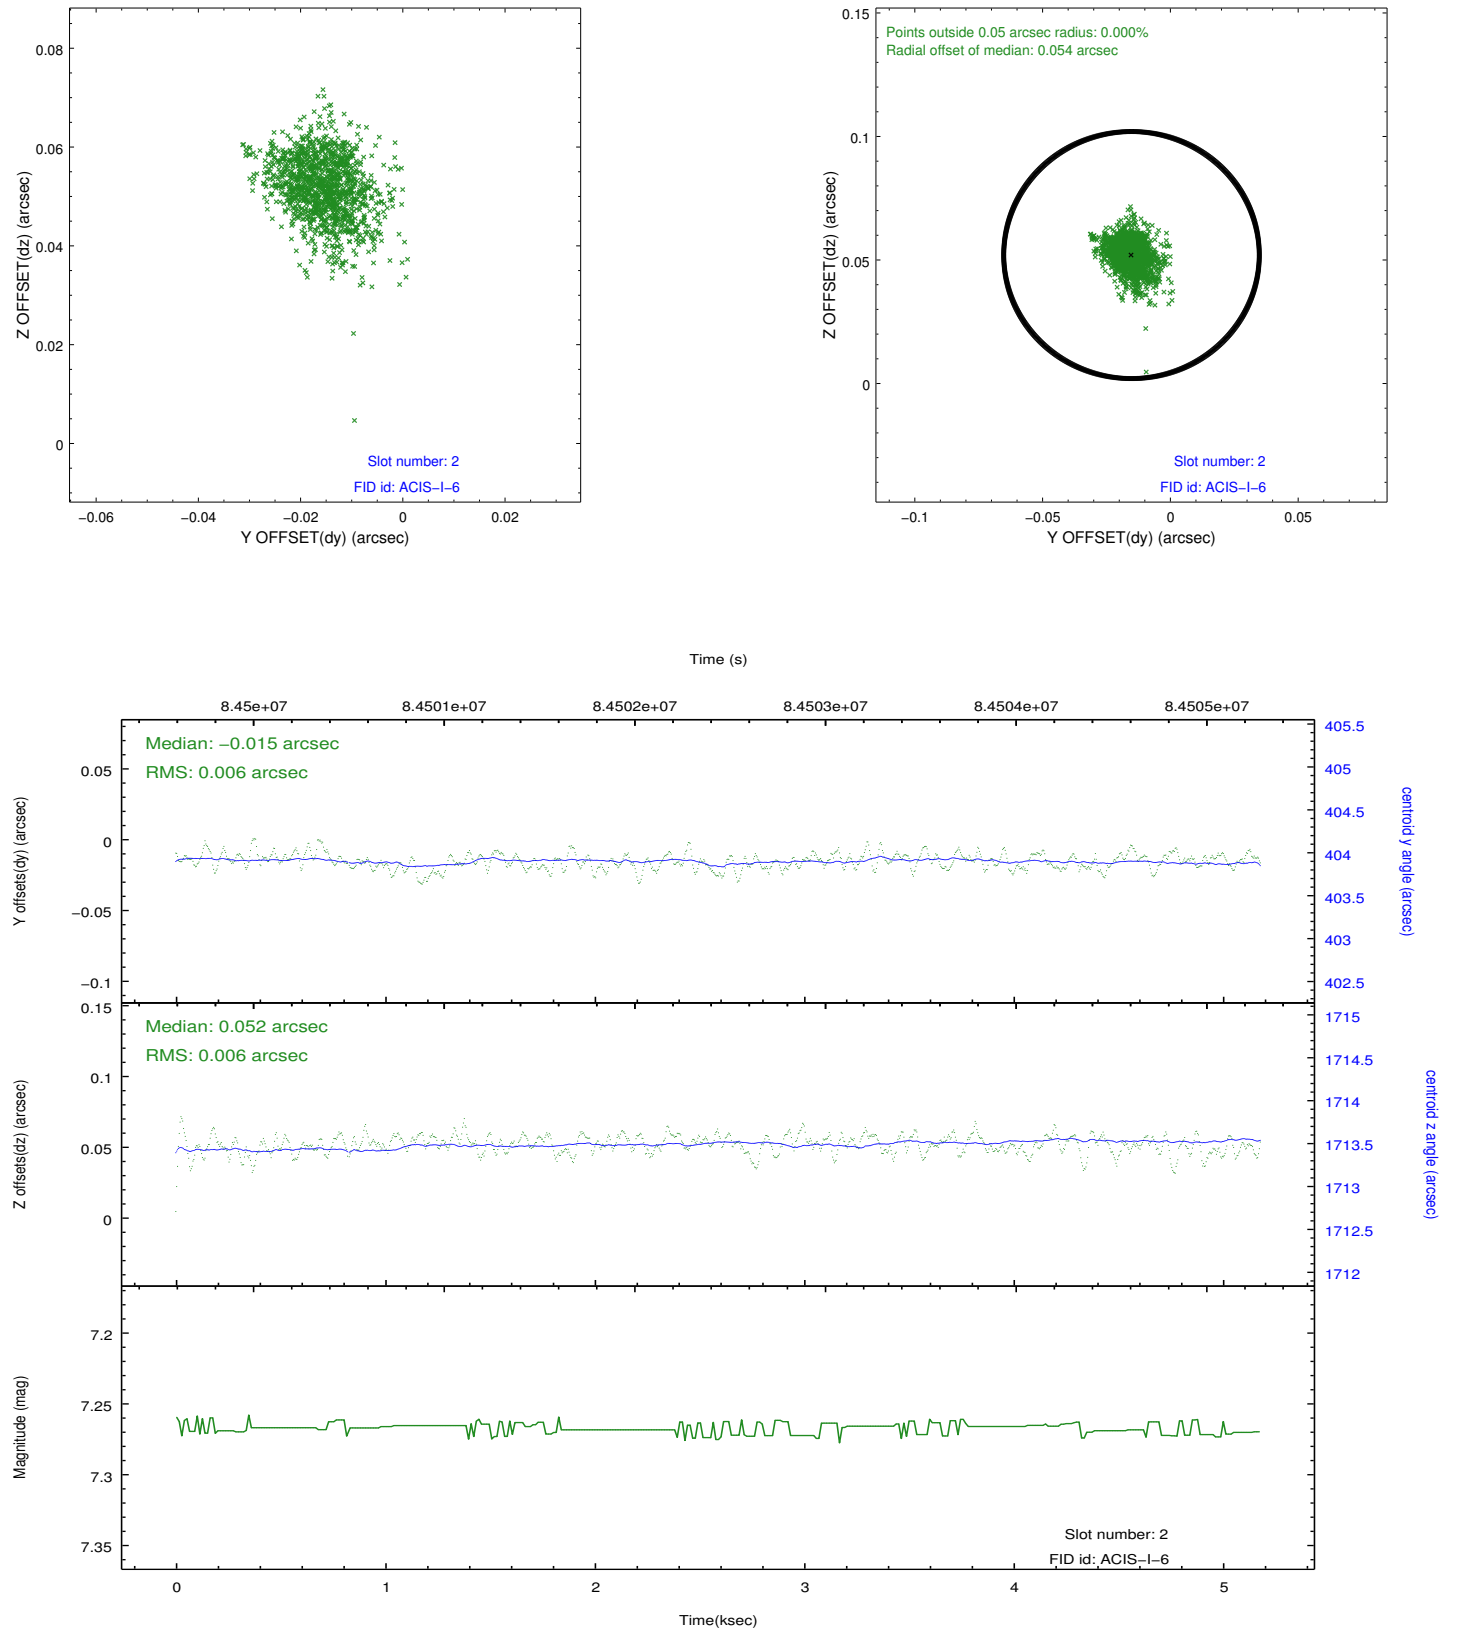 0.08
0.06
0.04
0.02
0
Z OFFSET(dz) (arcsec)
Slot number: 2
FID id: ACIS−I−6
−0.06 −0.04 −0.02 0 0.02
Y OFFSET(dy) (arcsec)
0.15
0.1
0.05
0
Z OFFSET(dz) (arcsec)
Points outside 0.05 arcsec radius: 0.000%
Radial offset of median: 0.054 arcsec
Slot number: 2
FID id: ACIS−I−6
−0.1 −0.05 0 0.05
Y OFFSET(dy) (arcsec)
Time (s)
8.45e+07 8.4501e+07 8.4502e+07 8.4503e+07 8.4504e+07 8.4505e+07
Median: −0.015 arcsec
RMS: 0.006 arcsec
0.05
0
−0.05
−0.1
Y offsets(dy) (arcsec)
405.5
405
404.5
404
403.5
403
402.5
centroid y angle (arcsec)
Median: 0.052 arcsec
RMS: 0.006 arcsec
0.15
0.1
0.05
0
Z offsets(dz) (arcsec)
1715
1714.5
1714
1713.5
1713
1712.5
1712
centroid z angle (arcsec)
7.2
7.25
7.3
7.35
Magnitude (mag)
Slot number: 2
FID id: ACIS−I−6
0 1 2 3 4 5
Time(ksec)